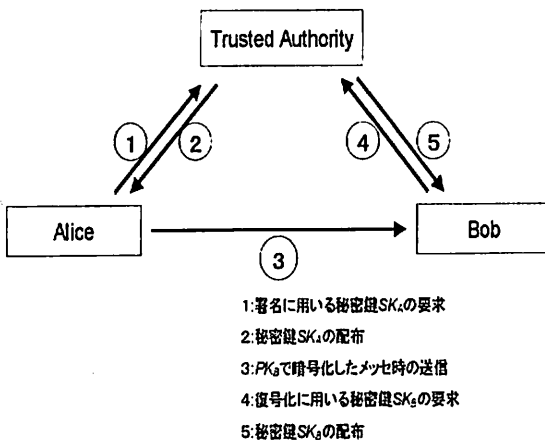 Trusted Authority
1
2
4
5
Alice
Bob
3
1:署名に用いる秘密鍵SKAの要求
2:秘密鍵SKAの配布
3:PKBで暗号化したメッセ時の送信
4:復号化に用いる秘密鍵SKBの要求
5:秘密鍵SKBの配布